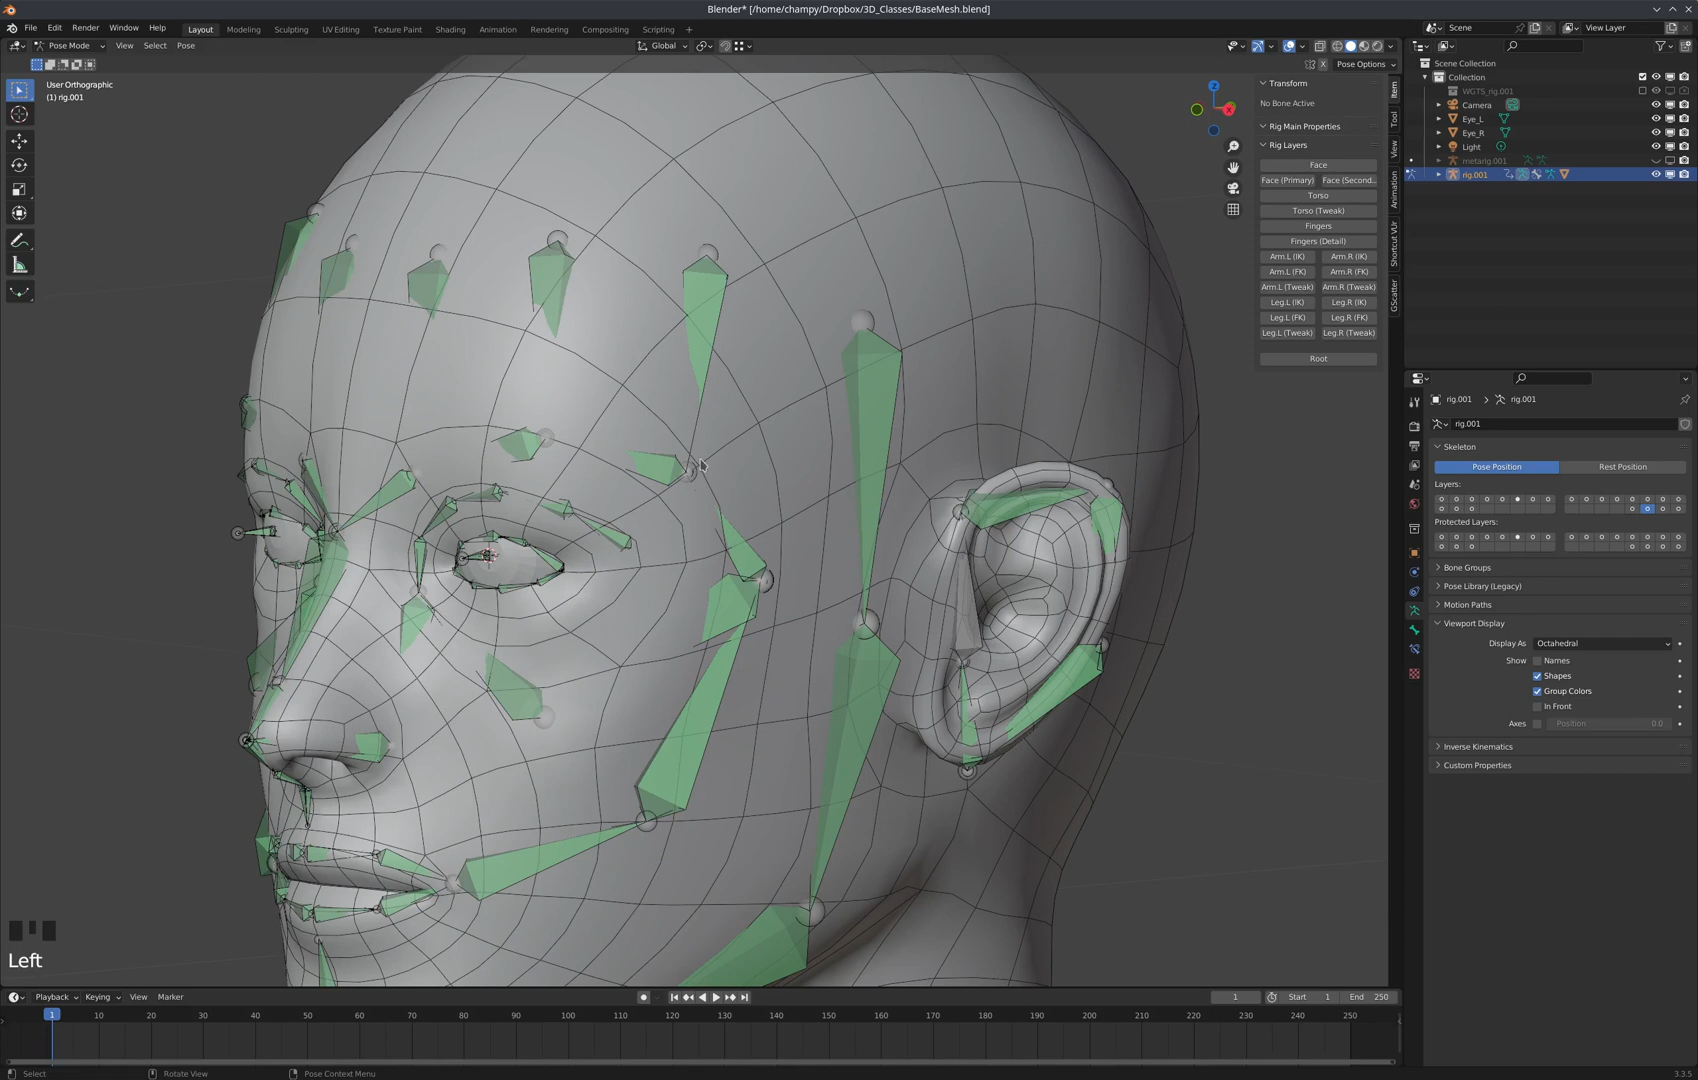 Blender* [/home/champy/Dropbox/3D_Classes/BaseMesh.blend]
File Edit Render Window Help Layout Modeling Sculpting UV Editing Texture Paint Shading Animation Rendering Compositing Scripting + Scene View Layer
Pose Mode View Select Pose Global
X Pose Options
User Orthographic
(1) rig.001
Transform
No Bone Active
Rig Main Properties
Rig Layers
Face
Face (Primary) Face (Second...
Torso
Torso (Tweak)
Fingers
Fingers (Detail)
Arm.L (IK) Arm.R (IK)
Arm.L (FK) Arm.R (FK)
Arm.L (Tweak) Arm.R (Tweak)
Leg.L (IK) Leg.R (IK)
Leg.L (FK) Leg.R (FK)
Leg.L (Tweak) Leg.R (Tweak)
Root
Item
Tool
View
Animation
Shortcut VUr
GScatter
Z
X
Scene Collection
Collection
WGTS_rig.001
Camera
Eye_L
Eye_R
Light
metarig.001
rig.001
rig.001 > rig.001
rig.001
Skeleton
Pose Position Rest Position
Layers:
Protected Layers:
Bone Groups
Pose Library (Legacy)
Motion Paths
Viewport Display
Display As Octahedral
Show Names
Shapes
Group Colors
In Front
Axes Position 0.0
Inverse Kinematics
Custom Properties
Left
Playback Keying View Marker 1 Start 1 End 250
1 10 20 30 40 50 60 70 80 90 100 110 120 130 140 150 160 170 180 190 200 210 220 230 240 250
Select Rotate View Pose Context Menu 3.3.5